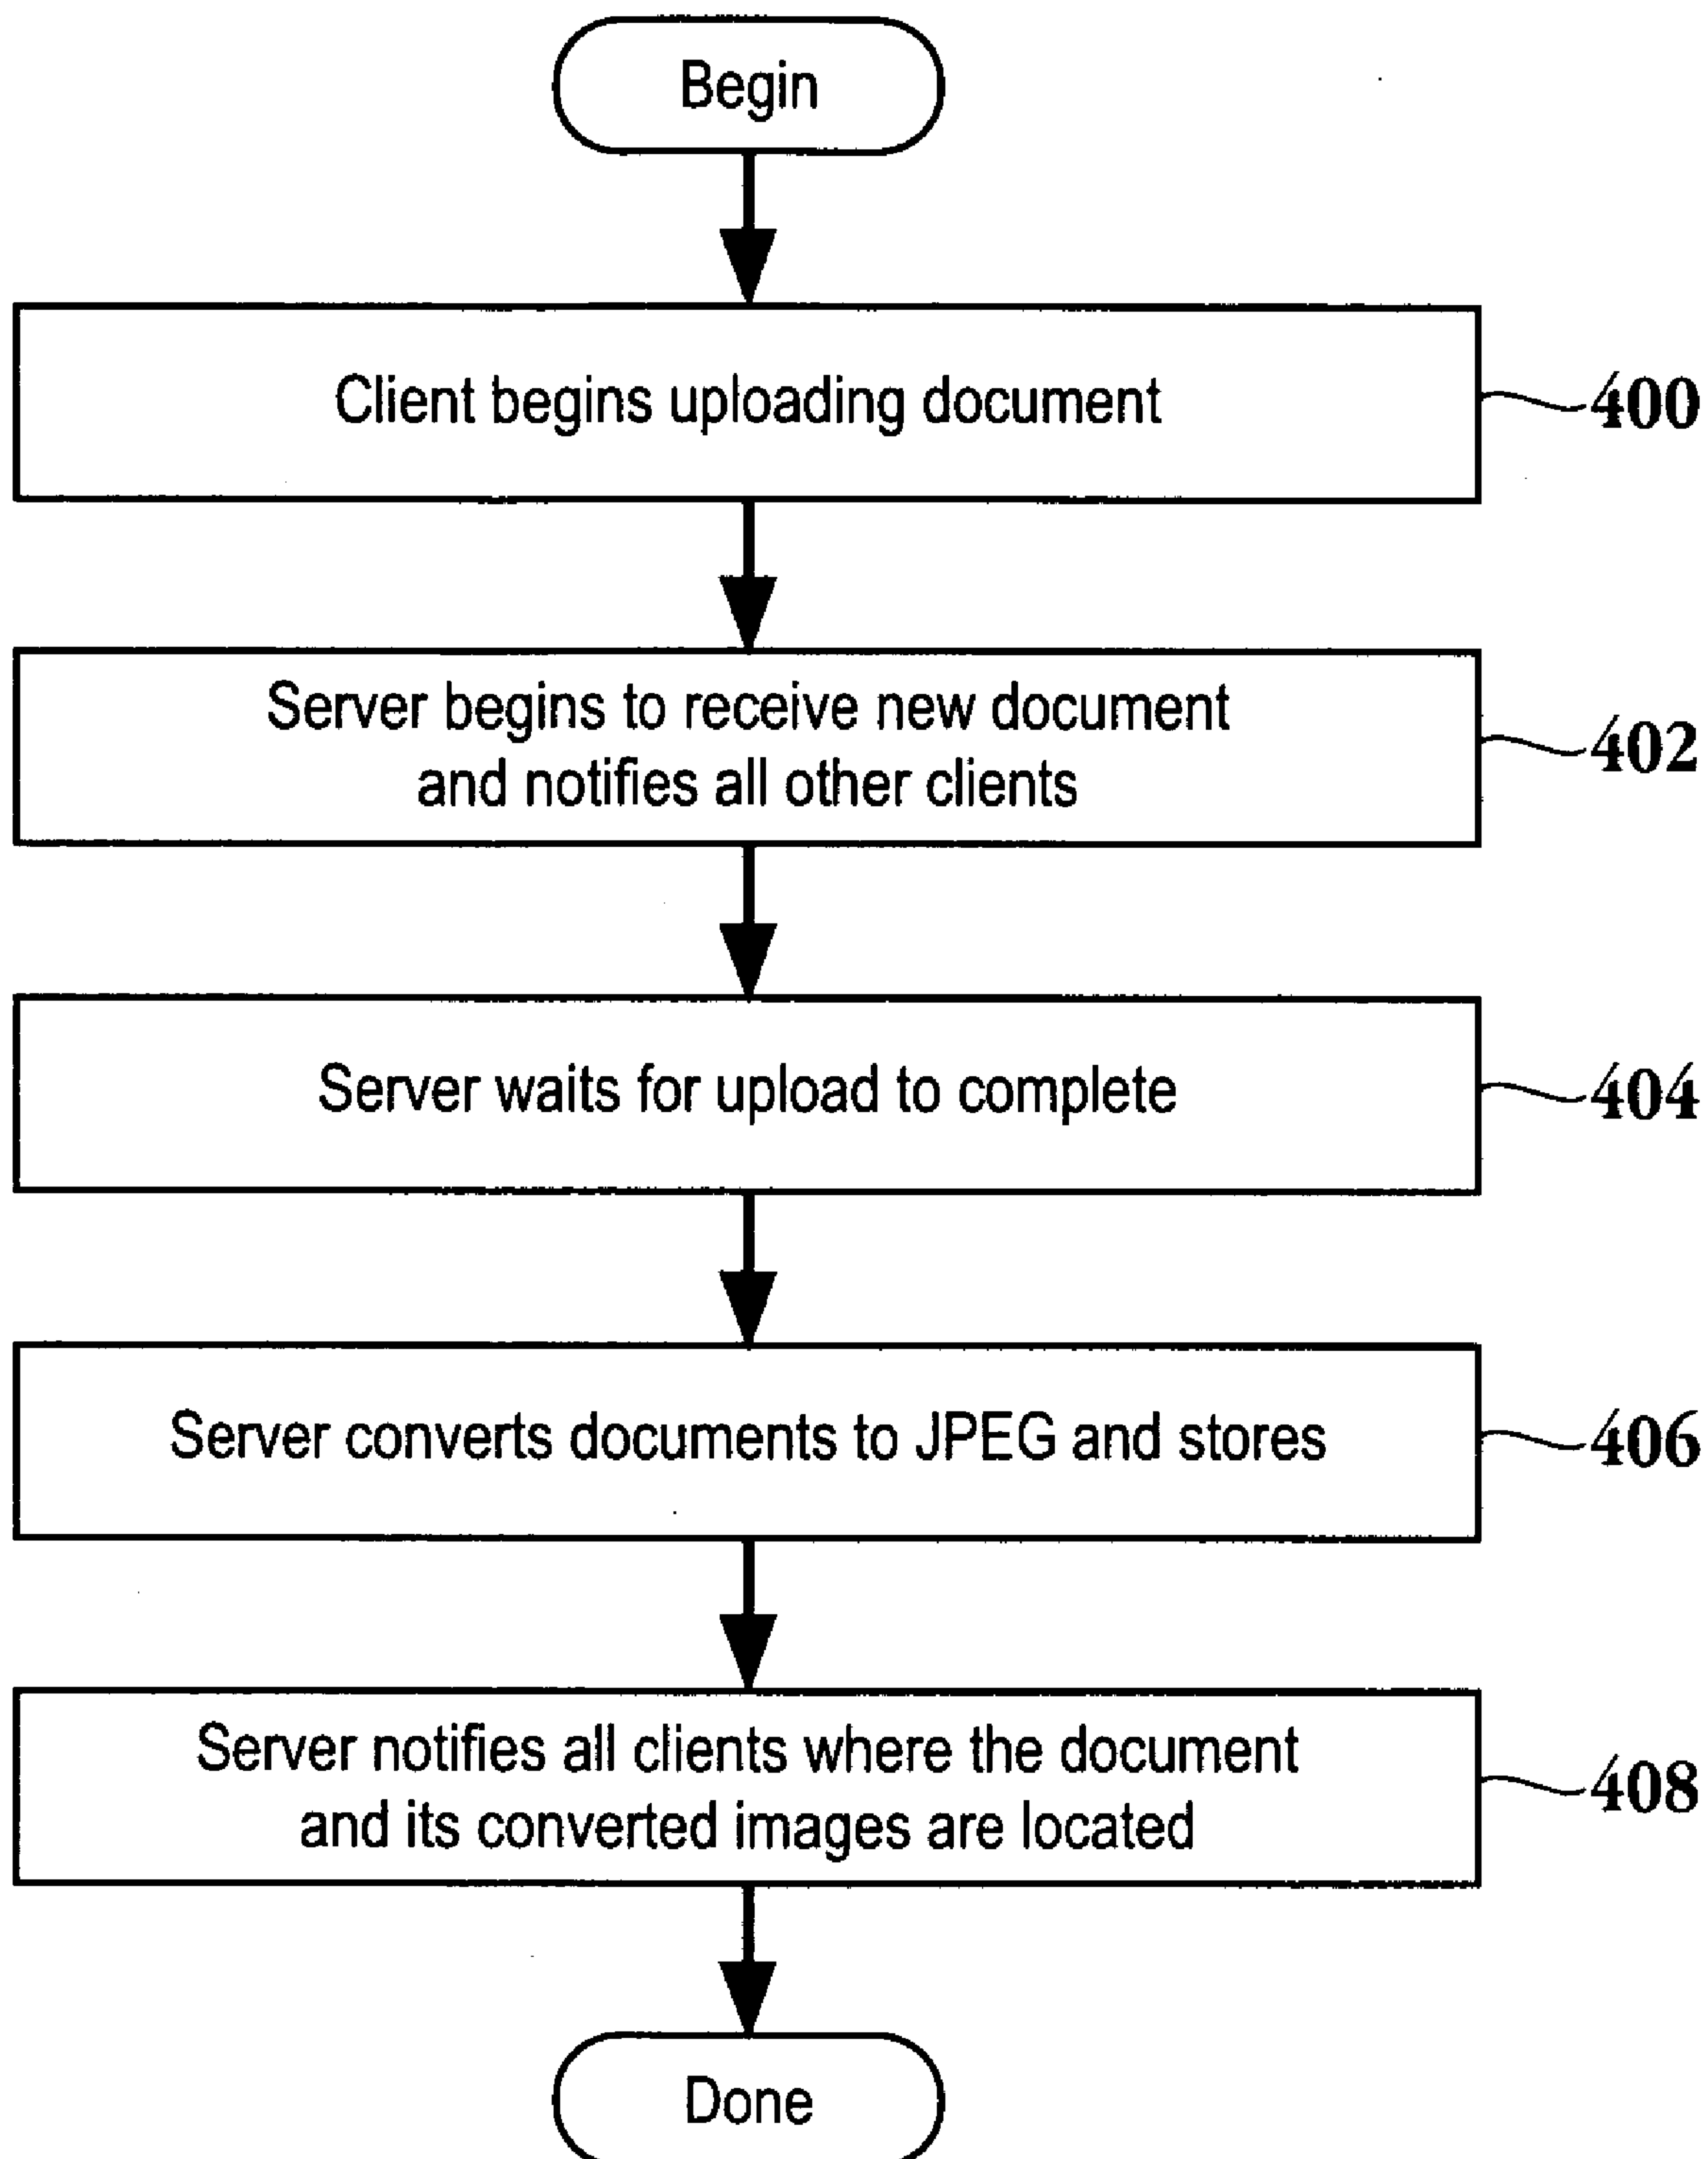 Begin
Client begins uploading document
400
Server begins to receive new document
and notifies all other clients
402
Server waits for upload to complete
404
Server converts documents to JPEG and stores
406
Server notifies all clients where the document
and its converted images are located
408
Done